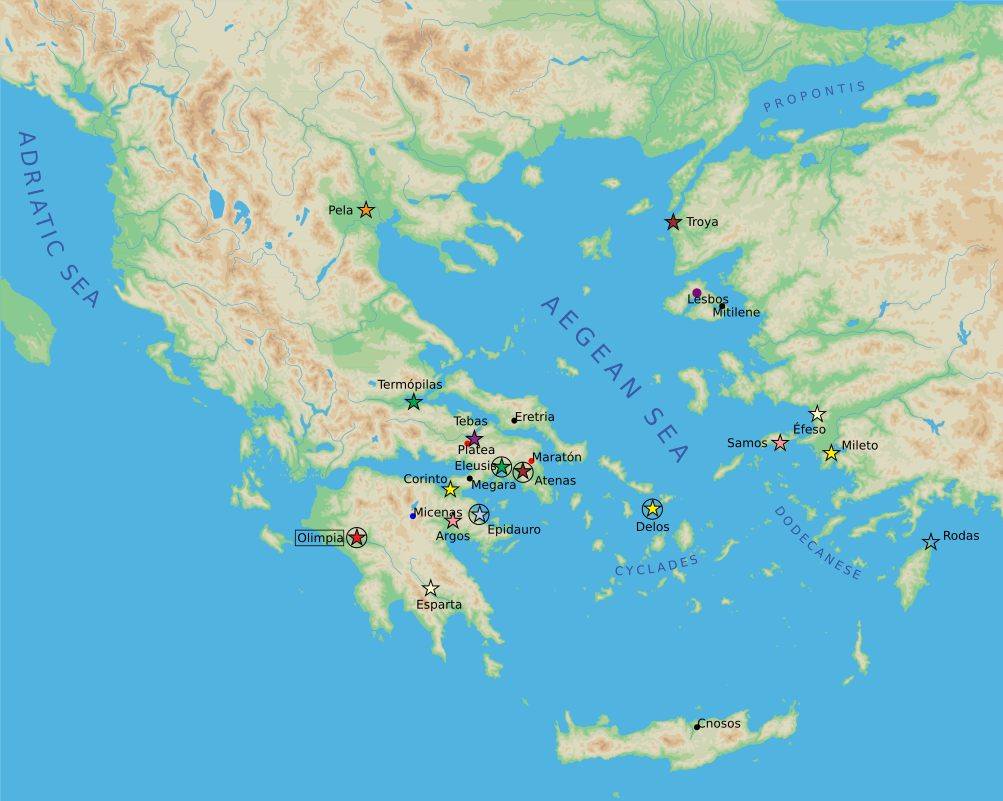 PROPONTIS
ADRIATIC SEA
Pela
Troya
Lesbos
Mitilene
AEGEAN SEA
Termópilas
Eretria
Tebas
Éfeso
Platea
Samos
Mileto
Maratón
Eleusis
Corinto
Megara
Atenas
Micenas
Delos
Epidauro
Argos
Olimpia
DODECANESE
Rodas
CYCLADES
Esparta
Cnosos